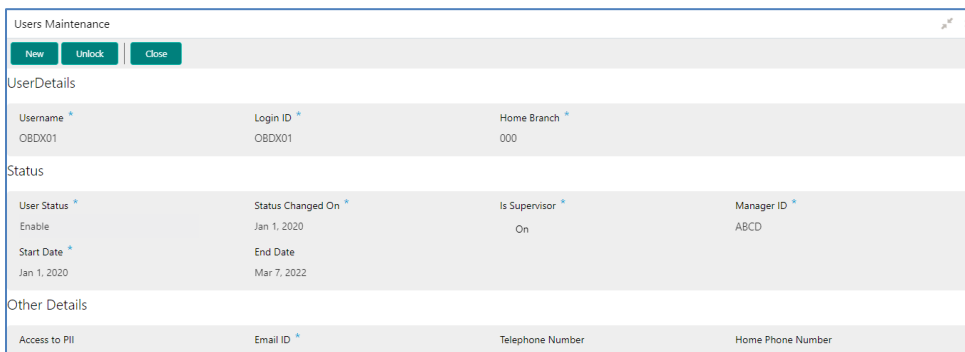 Users Maintenance
New Unlock Close
UserDetails
Username * Login ID * Home Branch *
OBDX01 OBDX01 000
Status
User Status * Status Changed On * Is Supervisor * Manager ID *
Enable Jan 1, 2020 On ABCD
Start Date * End Date
Jan 1, 2020 Mar 7, 2022
Other Details
Access to PII Email ID * Telephone Number Home Phone Number